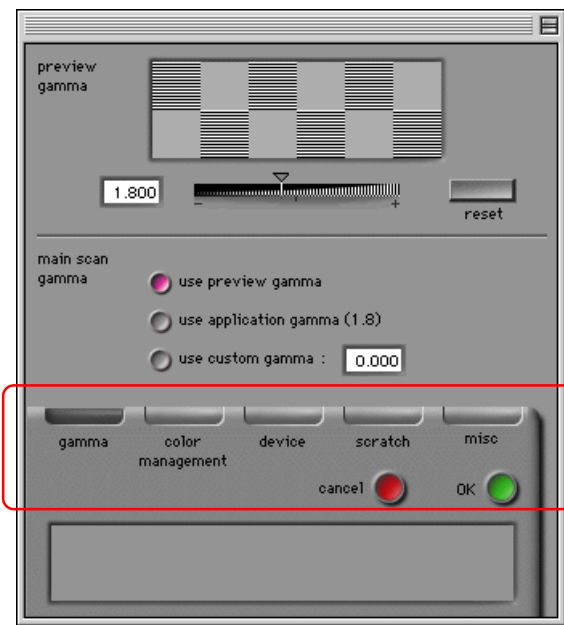 preview
gamma
1.800
- +
reset
main scan
gamma
use preview gamma
use application gamma (1.8)
use custom gamma : 0.000
gamma color management device scratch misc
cancel OK